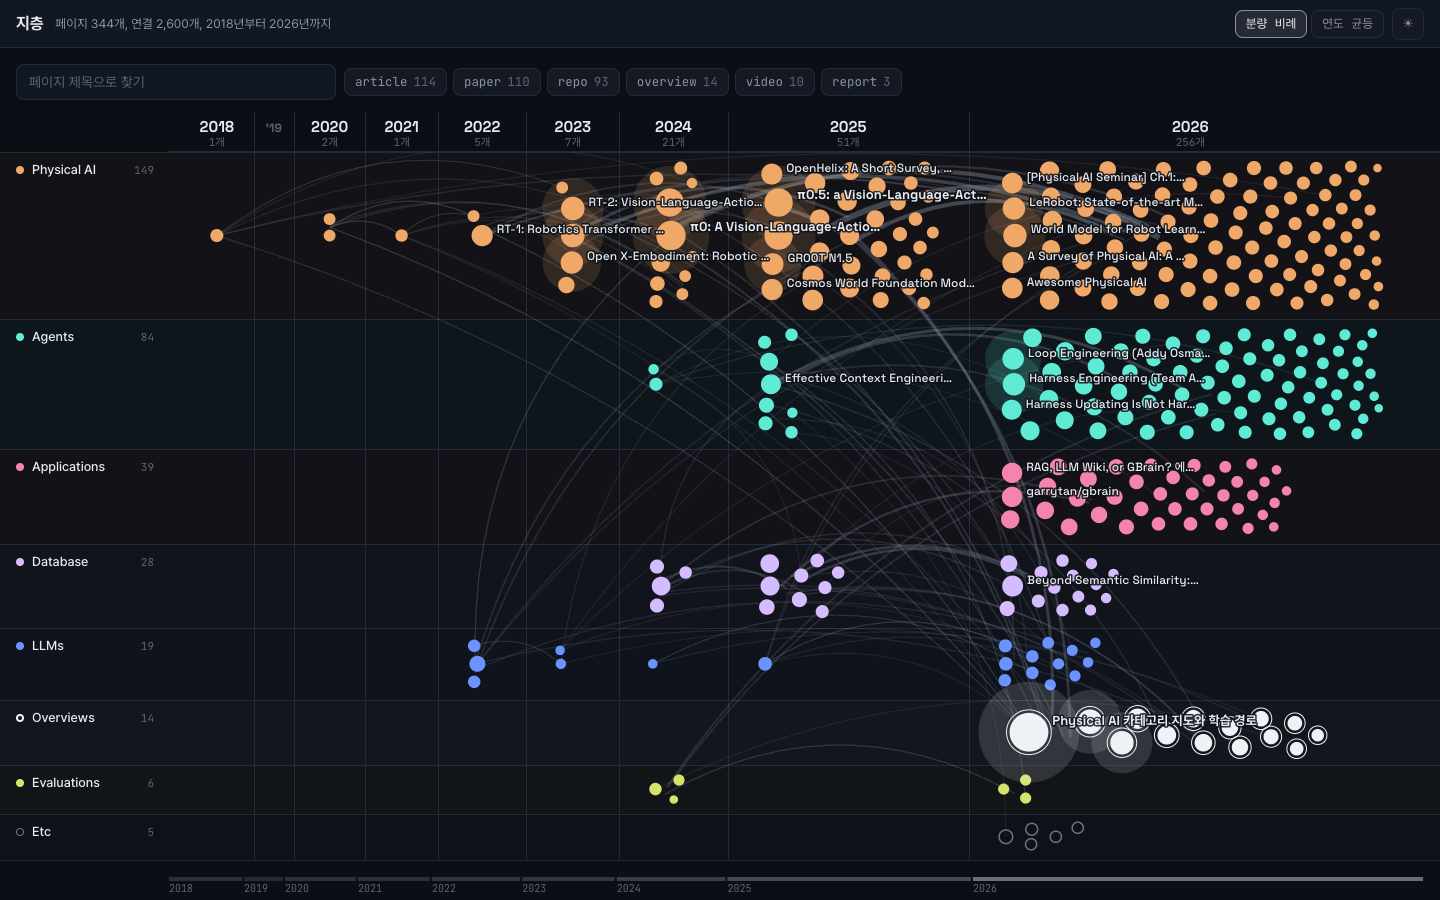 지층 페이지 344개, 연결 2,600개, 2018년부터 2026년까지 분량 비례 연도 균등
페이지 제목으로 찾기 article 114 paper 110 repo 93 overview 14 video 10 report 3
2018 '19 2020 2021 2022 2023 2024 2025 2026
1개 2개 1개 5개 7개 21개 51개 256개
Physical AI 149
OpenHelix: A Short Survey, ...
[Physical AI Seminar] Ch.1:...
π0.5: a Vision-Language-Act...
RT-2: Vision-Language-Actio...
LeRobot: State-of-the-art M...
RT-1: Robotics Transformer ...
π0: A Vision-Language-Actio...
World Model for Robot Learn...
Open X-Embodiment: Robotic ...
GR00T N1.5
A Survey of Physical AI: A ...
Cosmos World Foundation Mod...
Awesome Physical AI
Agents 84
Loop Engineering (Addy Osma...
Effective Context Engineeri...
Harness Engineering (Team A...
Harness Updating Is Not Har...
Applications 39
RAG, LLM Wiki, or GBrain? 에...
garrytan/gbrain
Database 28
Beyond Semantic Similarity:...
LLMs 19
Overviews 14
Physical AI 카테고리 지도와 학습 경로
Evaluations 6
Etc 5
2018 2019 2020 2021 2022 2023 2024 2025 2026